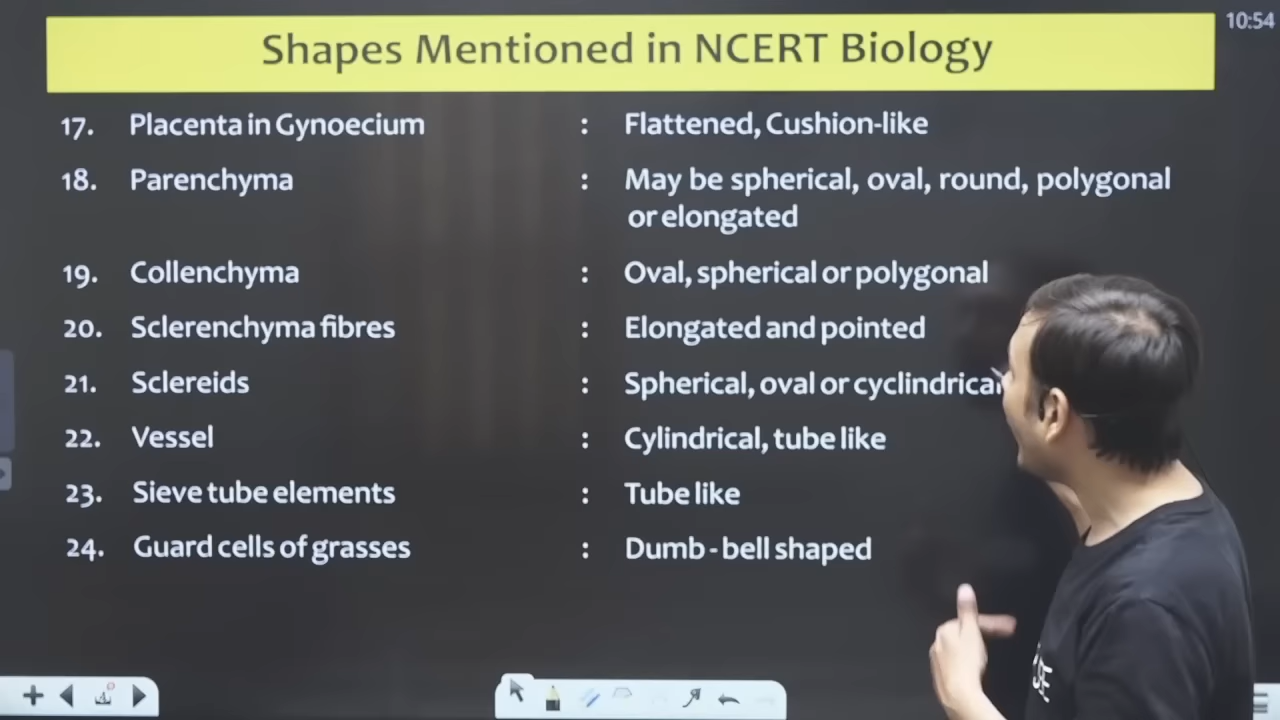 10:54
Shapes Mentioned in NCERT Biology
17. Placenta in Gynoecium : Flattened, Cushion-like
18. Parenchyma : May be spherical, oval, round, polygonal
or elongated
19. Collenchyma : Oval, spherical or polygonal
20. Sclerenchyma fibres : Elongated and pointed
21. Sclereids : Spherical, oval or cyclindrical
22. Vessel : Cylindrical, tube like
23. Sieve tube elements : Tube like
24. Guard cells of grasses : Dumb - bell shaped